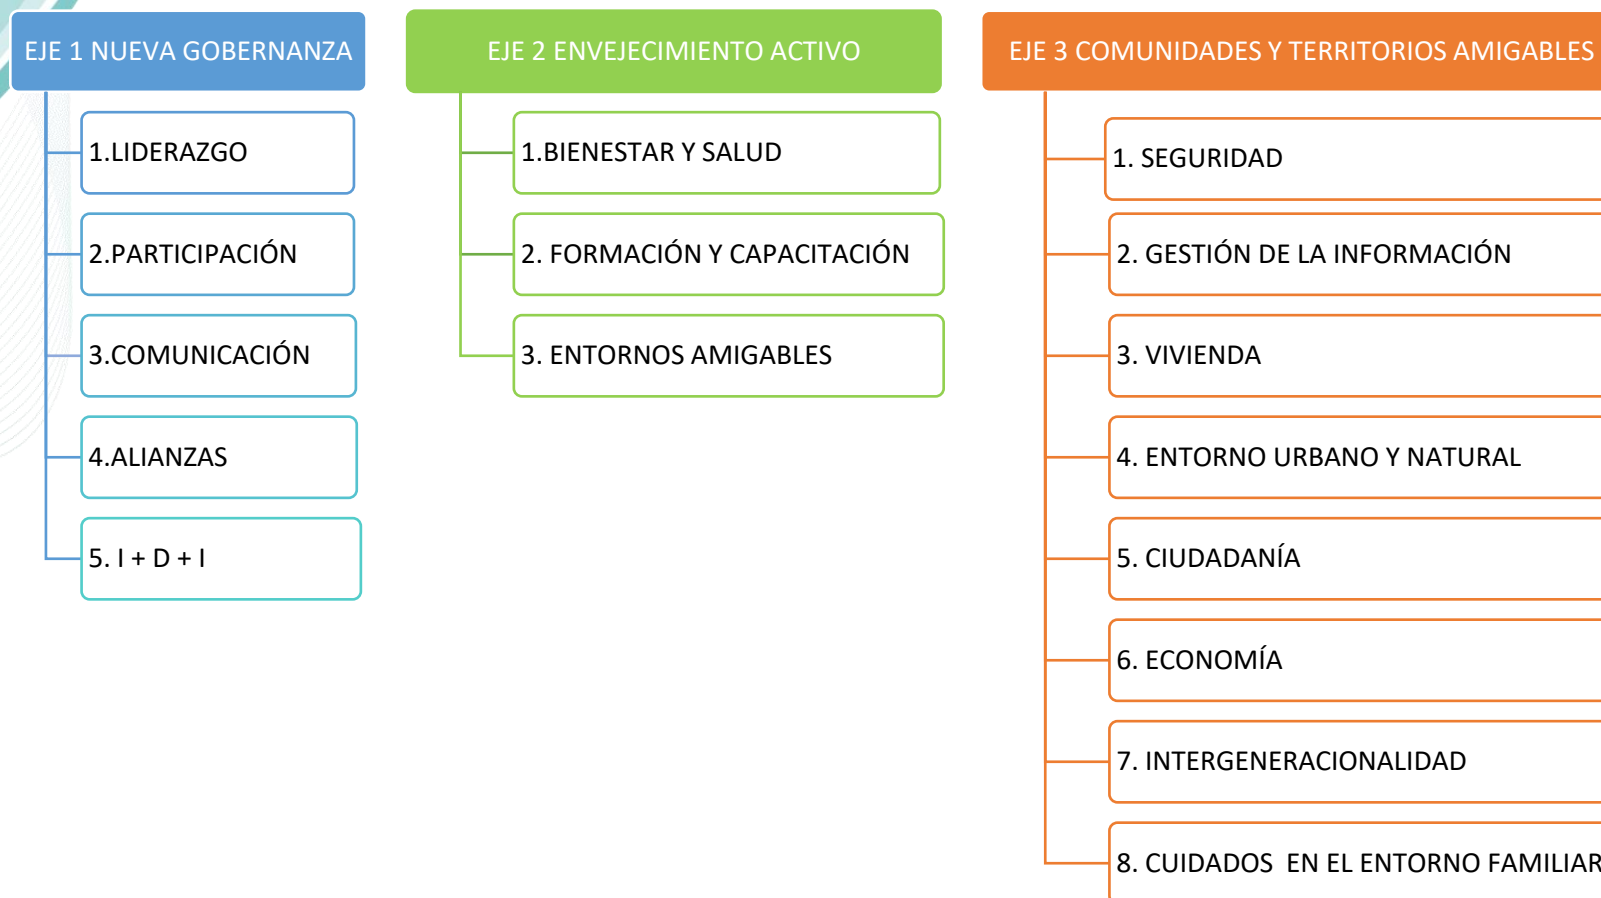 EJE 1 NUEVA GOBERNANZA
1.LIDERAZGO
2.PARTICIPACIÓN
3.COMUNICACIÓN
4.ALIANZAS
5. I + D + I
EJE 2 ENVEJECIMIENTO ACTIVO
1.BIENESTAR Y SALUD
2. FORMACIÓN Y CAPACITACIÓN
3. ENTORNOS AMIGABLES
EJE 3 COMUNIDADES Y TERRITORIOS AMIGABLES
1. SEGURIDAD
2. GESTIÓN DE LA INFORMACIÓN
3. VIVIENDA
4. ENTORNO URBANO Y NATURAL
5. CIUDADANÍA
6. ECONOMÍA
7. INTERGENERACIONALIDAD
8. CUIDADOS  EN EL ENTORNO FAMILIAR